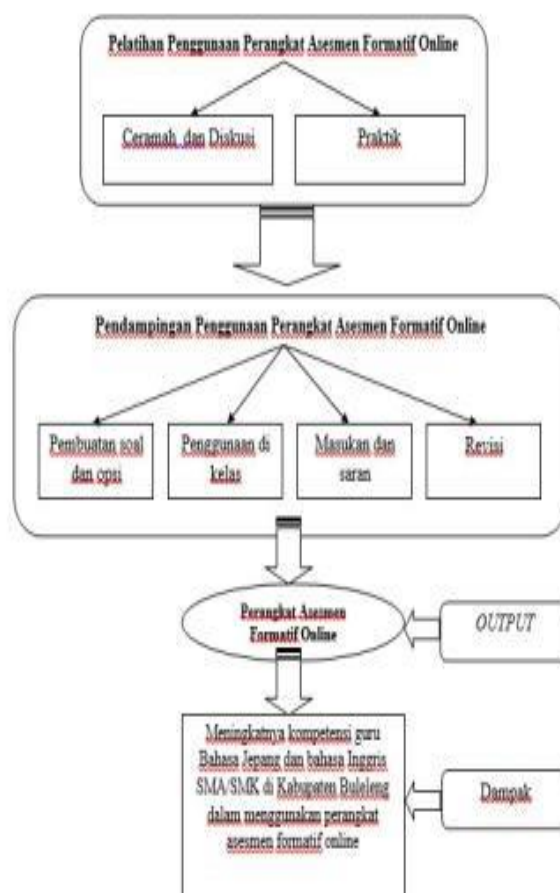 Pelatihan Penggunaan Perangkat Asesmen Formatif Online
Ceramah dan Diskusi
Praktik
Pendampingan Penggunaan Perangkat Asesmen Formatif Online
Pembuatan soal
dan opsi
Penggunaan di
kelas
Masukan dan
saran
Revisi
Perangkat Asesmen
Formatif Online
OUTPUT
Meningkatnya kompetensi guru
Bahasa Jepang dan bahasa Inggris
SMA/SMK di Kabupaten Buleleng
dalam menggunakan perangkat
asesmen formatif online
Dampak